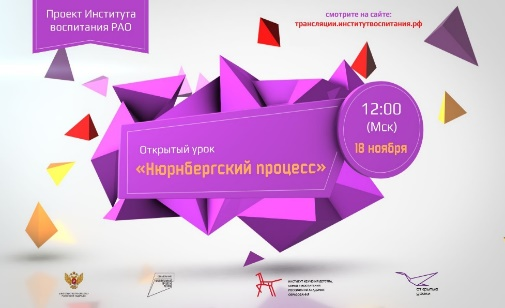 Проект Института
воспитания РАО
смотрите на сайте:
трансляции.институтвоспитания.рф
12:00
(Мск)
18 ноября
Открытый урок
«Нюрнбергский процесс»